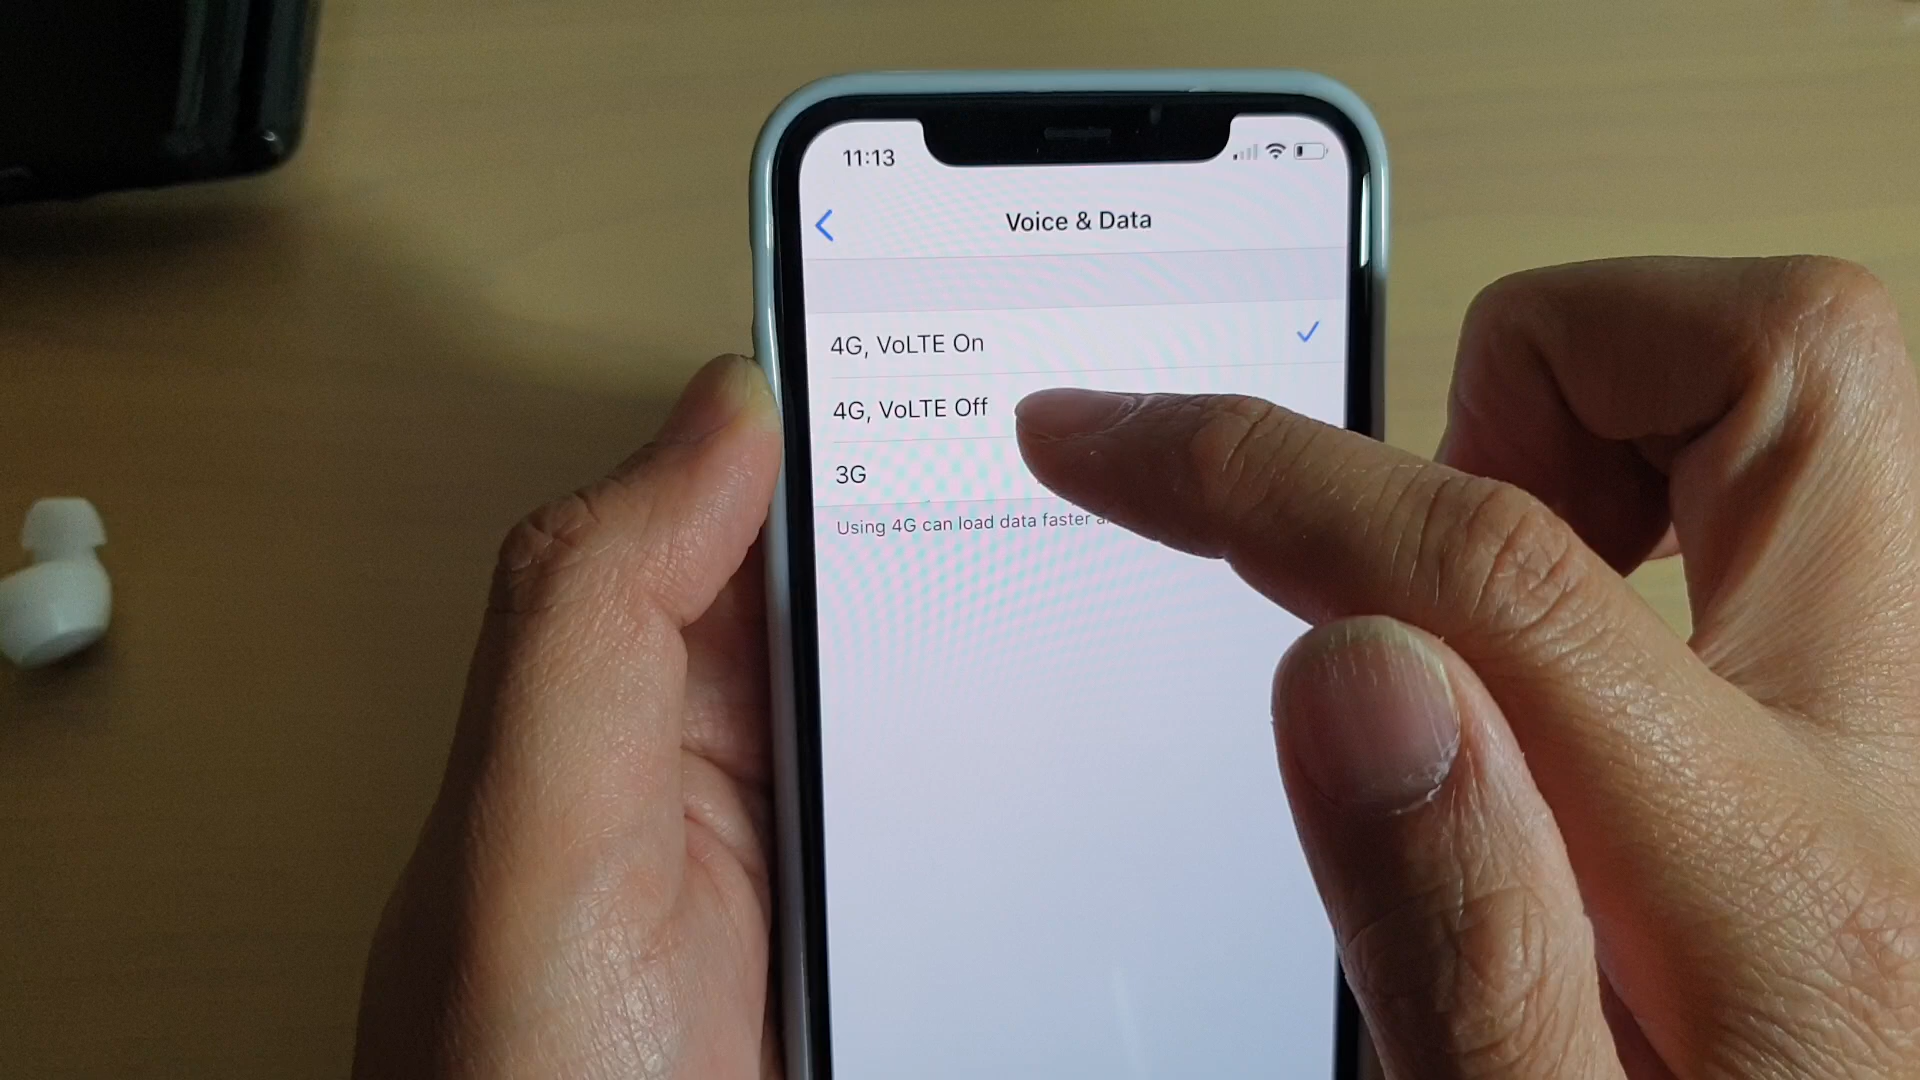 11:13
Voice & Data
4G, VoLTE On
4G, VoLTE Off
3G
Using 4G can load data faster